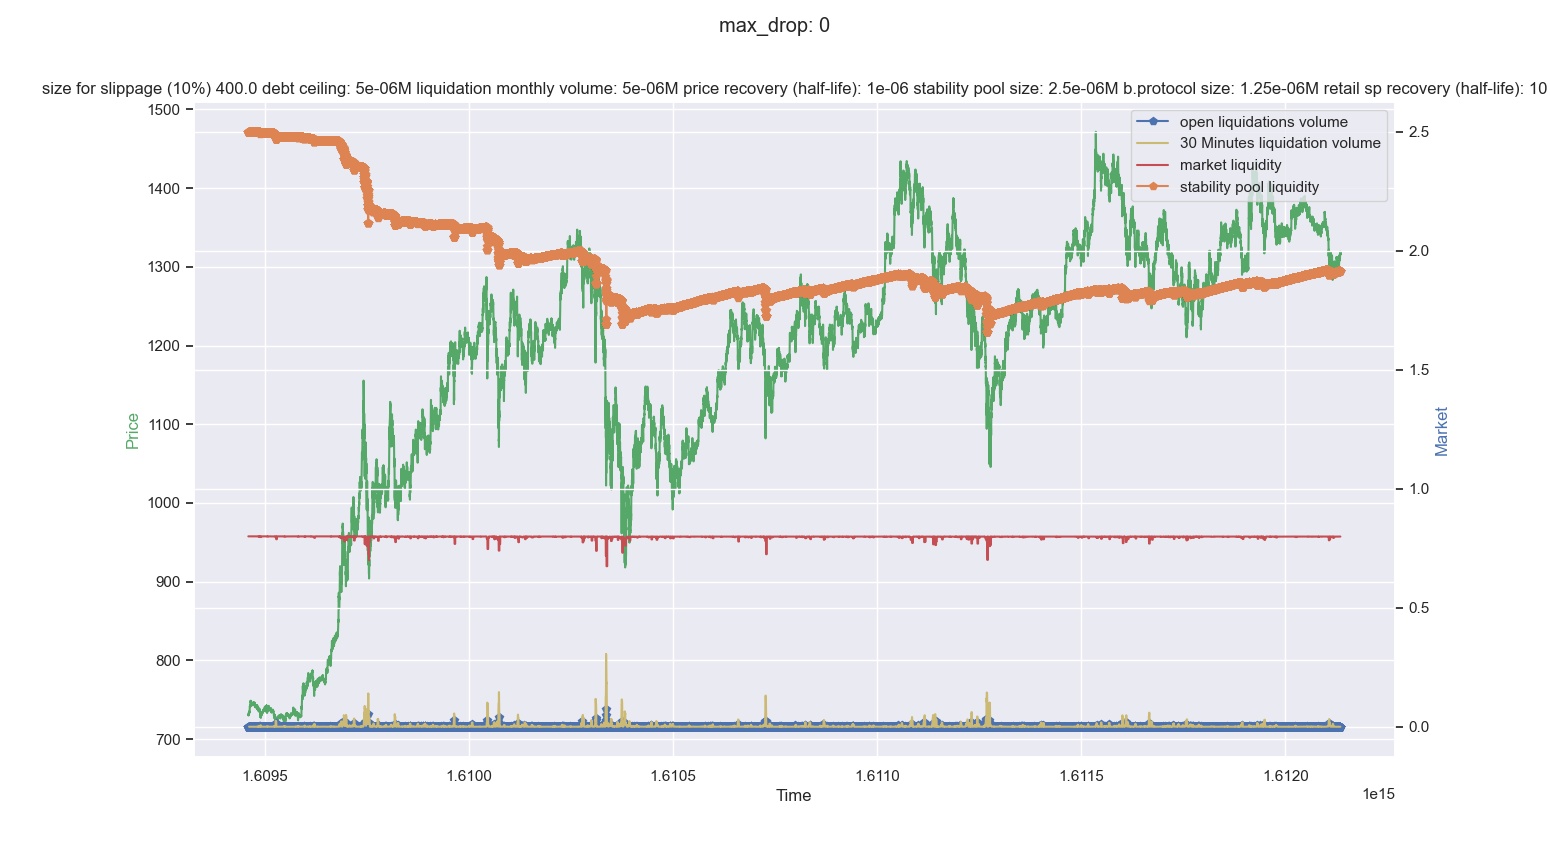 max_drop: 0
size for slippage (10%) 400.0 debt ceiling: 5e-06M liquidation monthly volume: 5e-06M price recovery (half-life): 1e-06 stability pool size: 2.5e-06M b.protocol size: 1.25e-06M retail sp recovery (half-life): 10
open liquidations volume
30 Minutes liquidation volume
market liquidity
stability pool liquidity
1500
1400
1300
1200
1100
1000
900
800
700
Price
2.5
2.0
1.5
1.0
0.5
0.0
Market
1.6095 1.6100 1.6105 1.6110 1.6115 1.6120
1e15
Time